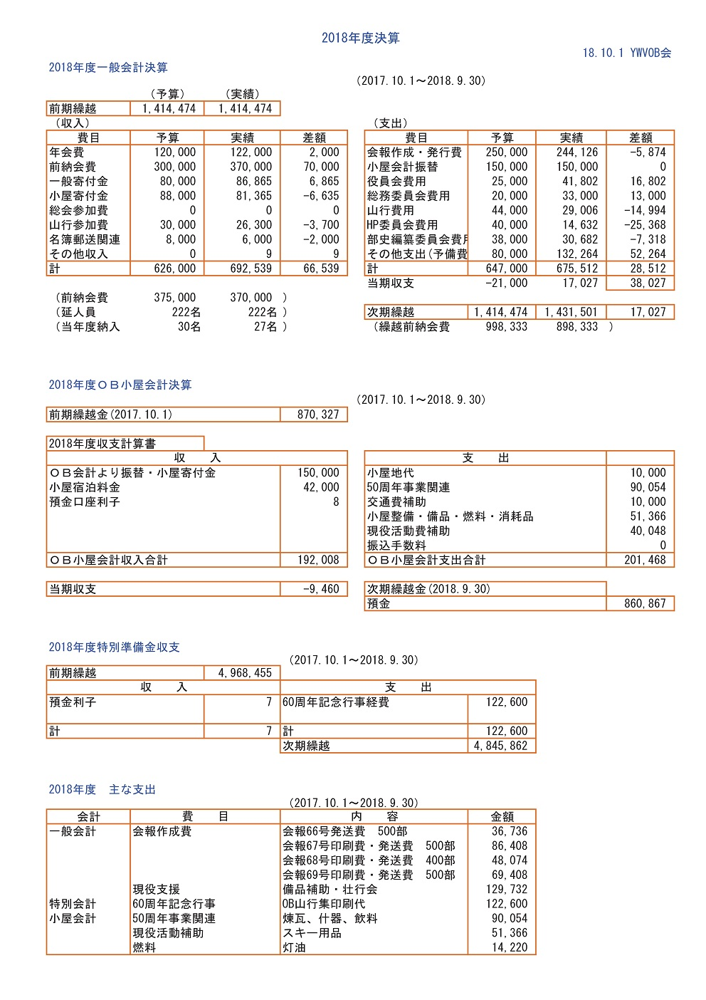 2018年度決算
18.10.1 YWVOB会
2018年度一般会計決算
(2017.10.1～2018.9.30)
(予算) (実績)
前期繰越 1,414,474 1,414,474
(収入) (支出)
費目 予算 実績 差額 費目 予算 実績 差額
年会費 120,000 122,000 2,000 会報作成・発行費 250,000 244,126 -5,874
前納会費 300,000 370,000 70,000 小屋会計振替 150,000 150,000 0
一般寄付金 80,000 86,865 6,865 役員会費用 25,000 41,802 16,802
小屋寄付金 88,000 81,365 -6,635 総務委員会費用 20,000 33,000 13,000
総会参加費 0 0 0 山行費用 44,000 29,006 -14,994
山行参加費 30,000 26,300 -3,700 HP委員会費用 40,000 14,632 -25,368
名簿郵送関連 8,000 6,000 -2,000 部史編纂委員会費用 38,000 30,682 -7,318
その他収入 0 9 9 その他支出(予備費 80,000 132,264 52,264
計 626,000 692,539 66,539 計 647,000 675,512 28,512
当期収支 -21,000 17,027 38,027
(前納会費 375,000 370,000 )
(延人員 222名 222名 ) 次期繰越 1,414,474 1,431,501 17,027
(当年度納入 30名 27名 ) (繰越前納会費 998,333 898,333 )
2018年度ＯＢ小屋会計決算
(2017.10.1～2018.9.30)
前期繰越金(2017.10.1) 870,327
2018年度収支計算書
収 入 支 出
ＯＢ会計より振替・小屋寄付金 150,000 小屋地代 10,000
小屋宿泊料金 42,000 50周年事業関連 90,054
預金口座利子 8 交通費補助 10,000
小屋整備・備品・燃料・消耗品 51,366
現役活動費補助 40,048
振込手数料 0
ＯＢ小屋会計収入合計 192,008 ＯＢ小屋会計支出合計 201,468
当期収支 -9,460 次期繰越金(2018.9.30)
預金 860,867
2018年度特別準備金収支
(2017.10.1～2018.9.30)
前期繰越 4,968,455
収 入 支 出
預金利子 7 60周年記念行事経費 122,600
計 7 計 122,600
次期繰越 4,845,862
2018年度 主な支出
(2017.10.1～2018.9.30)
会計 費 目 内 容 金額
一般会計 会報作成費 会報66号発送費 500部 36,736
会報67号印刷費・発送費 500部 86,408
会報68号印刷費・発送費 400部 48,074
会報69号印刷費・発送費 500部 69,408
現役支援 備品補助・壮行会 129,732
特別会計 60周年記念行事 OB山行集印刷代 122,600
小屋会計 50周年事業関連 煉瓦、什器、飲料 90,054
現役活動補助 スキー用品 51,366
燃料 灯油 14,220